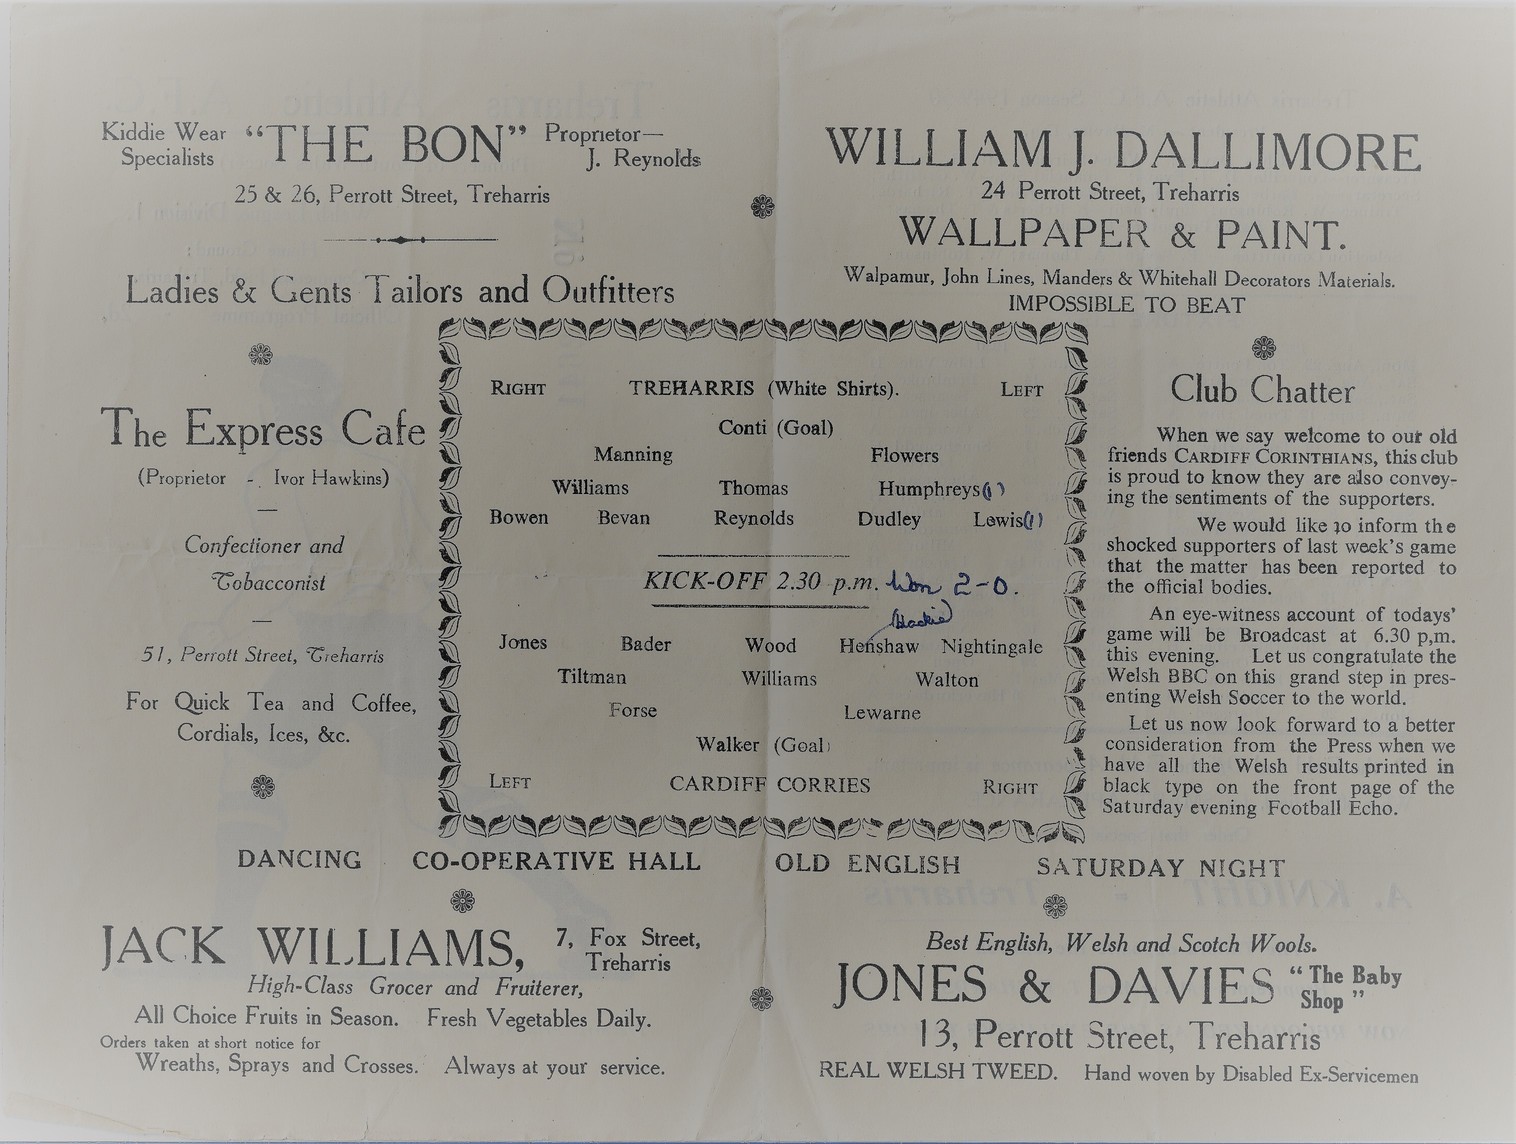 Kiddie Wear Specialists "THE BON" Proprietor— J. Reynolds
25 & 26, Perrott Street, Treharris
Ladies & Gents Tailors and Outfitters
WILLIAM J. DALLIMORE
24 Perrott Street, Treharris
WALLPAPER & PAINT.
Walpamur, John Lines, Manders & Whitehall Decorators Materials.
IMPOSSIBLE TO BEAT
The Express Cafe
(Proprietor - Ivor Hawkins)
Confectioner and
Tobacconist
51, Perrott Street, Treharris
For Quick Tea and Coffee,
Cordials, Ices, &c.
RIGHT TREHARRIS (White Shirts). LEFT
Conti (Goal)
Manning Flowers
Williams Thomas Humphreys (1)
Bowen Bevan Reynolds Dudley Lewis (1)
KICK-OFF 2.30 p.m. Won 2-0.
Jones Bader Wood Henshaw Nightingale
Tiltman Williams Walton
Forse Lewarne
Walker (Goal)
LEFT CARDIFF CORRIES RIGHT
Club Chatter
When we say welcome to our old
friends CARDIFF CORINTHIANS, this club
is proud to know they are also convey-
ing the sentiments of the supporters.
We would like to inform the
shocked supporters of last week's game
that the matter has been reported to
the official bodies.
An eye-witness account of todays'
game will be Broadcast at 6.30 p,m.
this evening. Let us congratulate the
Welsh BBC on this grand step in pres-
enting Welsh Soccer to the world.
Let us now look forward to a better
consideration from the Press when we
have all the Welsh results printed in
black type on the front page of the
Saturday evening Football Echo.
DANCING CO-OPERATIVE HALL OLD ENGLISH SATURDAY NIGHT
JACK WILLIAMS, 7, Fox Street, Treharris
High-Class Grocer and Fruiterer,
All Choice Fruits in Season. Fresh Vegetables Daily.
Orders taken at short notice for
Wreaths, Sprays and Crosses. Always at your service.
Best English, Welsh and Scotch Wools.
JONES & DAVIES "The Baby Shop"
13, Perrott Street, Treharris
REAL WELSH TWEED. Hand woven by Disabled Ex-Servicemen